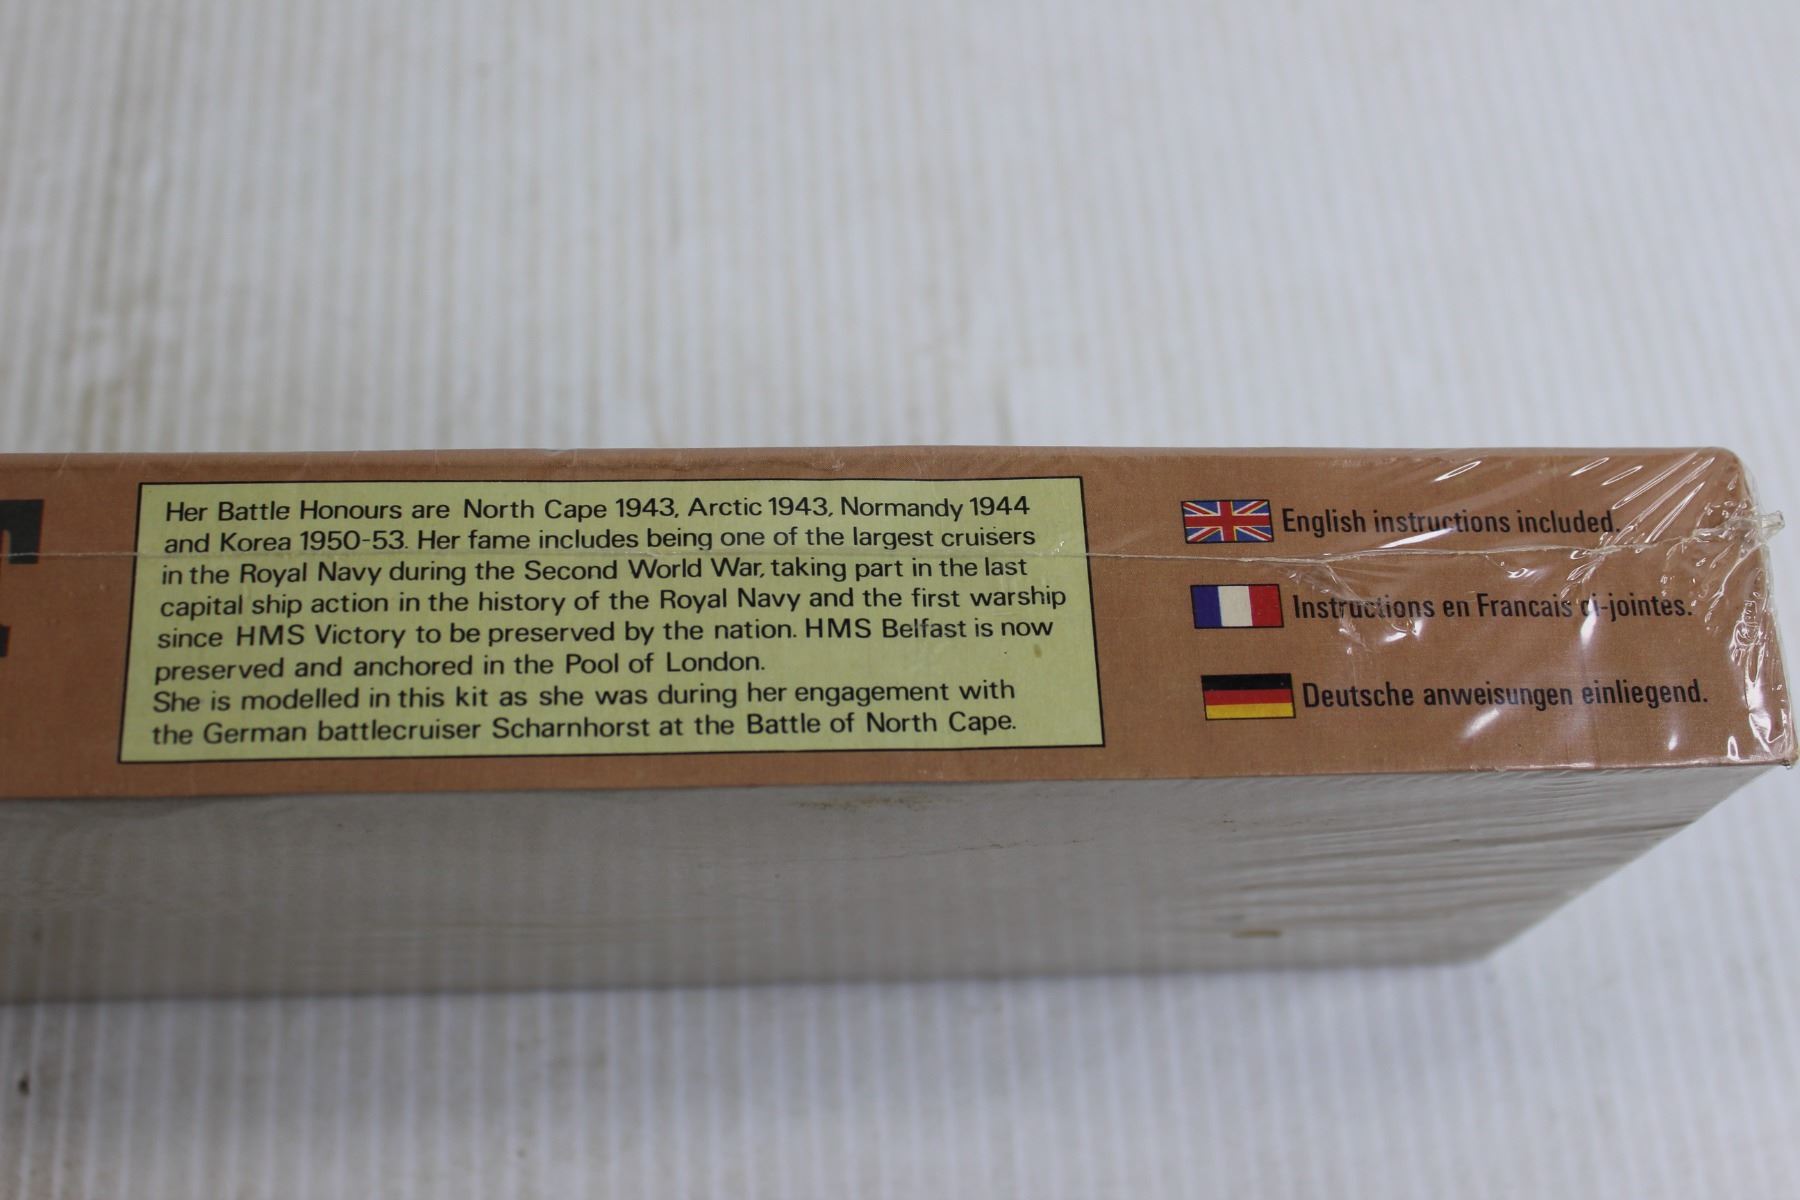 Her Battle Honours are North Cape 1943, Arctic 1943, Normandy 1944
and Korea 1950-53. Her fame includes being one of the largest cruisers
in the Royal Navy during the Second World War, taking part in the last
capital ship action in the history of the Royal Navy and the first warship
since HMS Victory to be preserved by the nation. HMS Belfast is now
preserved and anchored in the Pool of London.
She is modelled in this kit as she was during her engagement with
the German battlecruiser Scharnhorst at the Battle of North Cape.
English instructions included.
Instructions en Francais ci-jointes.
Deutsche anweisungen einliegend.